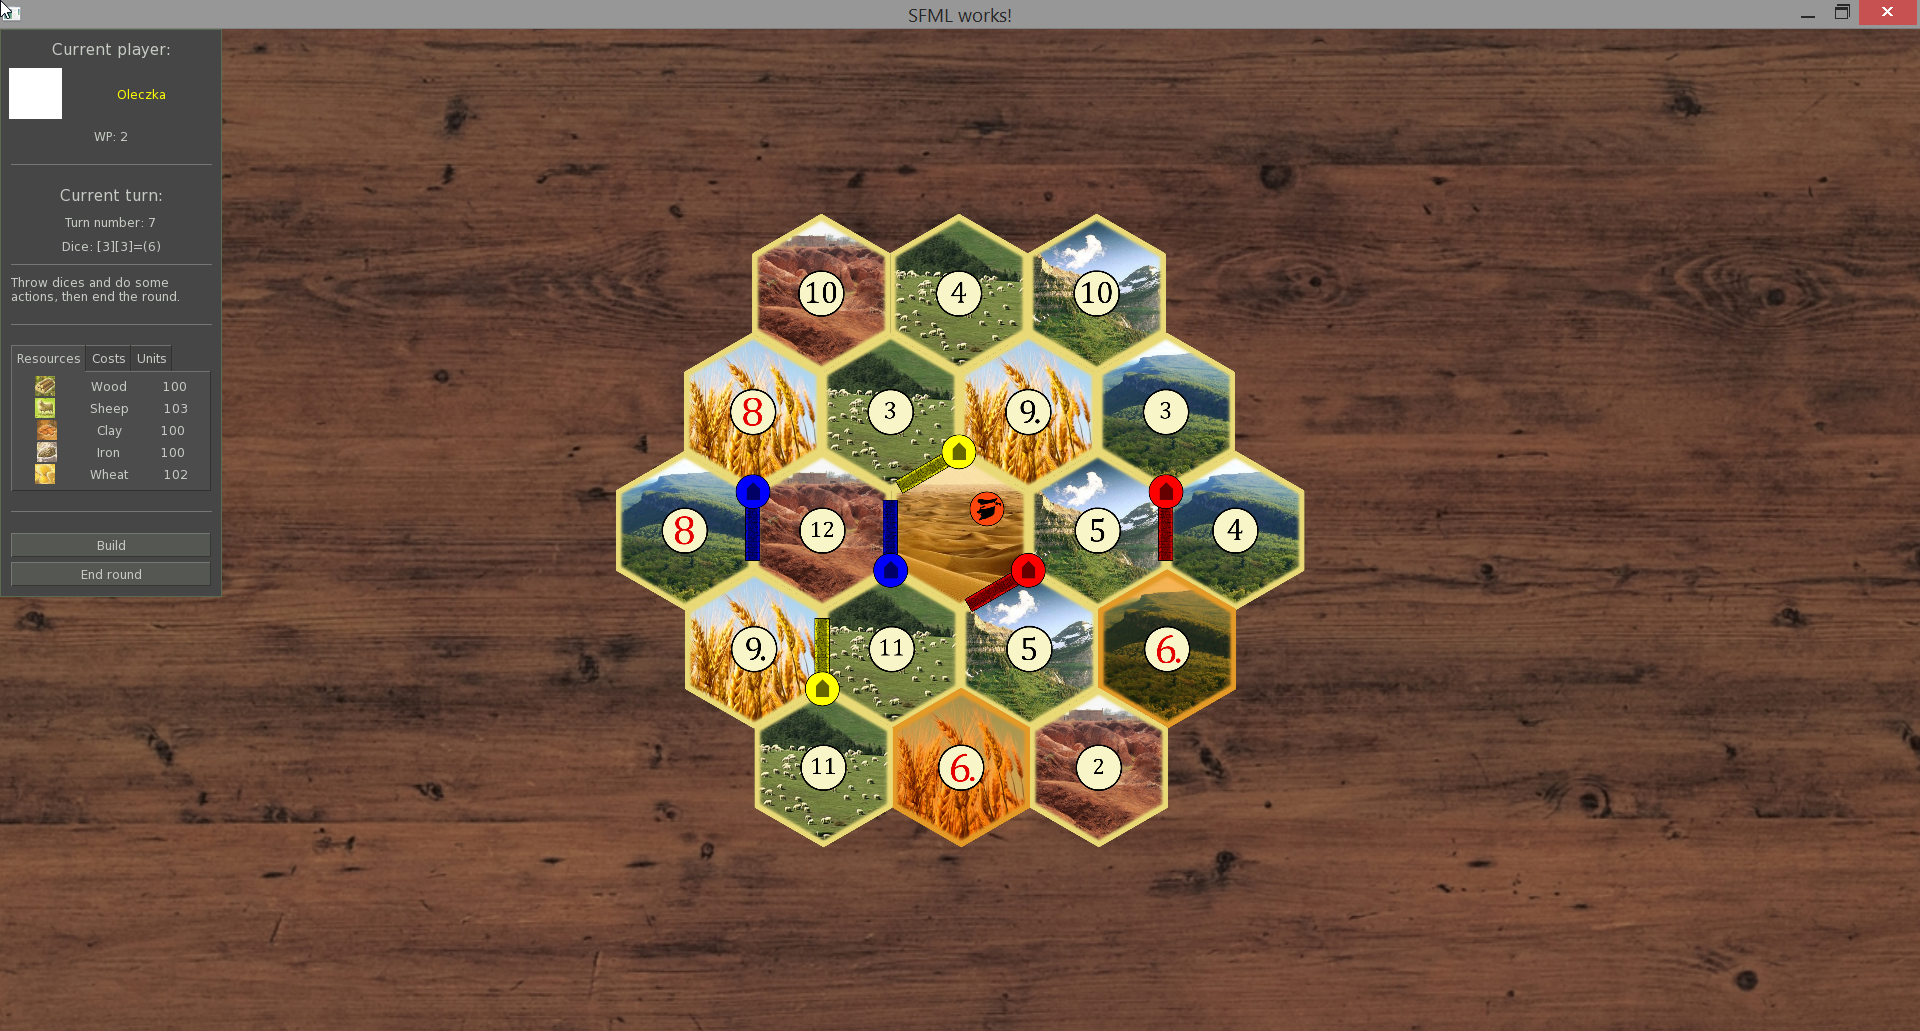 SFML works!
Current player:
Oleczka
WP: 2
Current turn:
Turn number: 7
Dice: [3][3]=(6)
Throw dices and do some
actions, then end the round.
Resources Costs Units
Wood 100
Sheep 103
Clay 100
Iron 100
Wheat 102
Build
End round
10 4 10
8 3 9. 3
8 12 5 4
9. 11 5 6.
11 6. 2